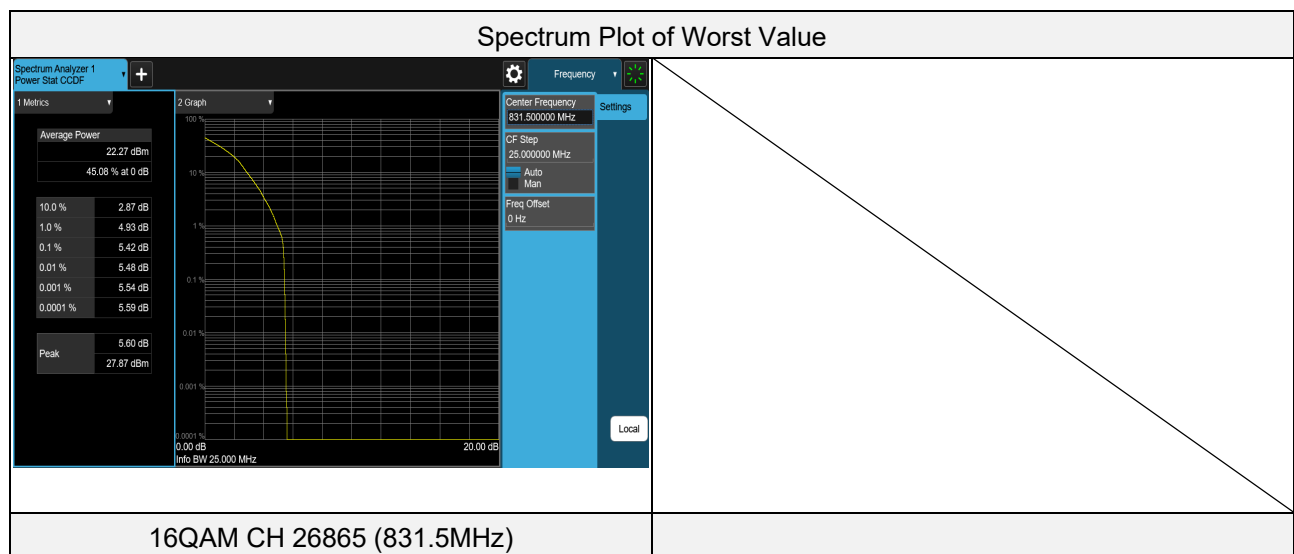 Spectrum Plot of Worst Value
Spectrum Analyzer 1
Power Stat CCDF
+
Frequency
1 Metrics
2 Graph
Center Frequency
831.500000 MHz
Settings
CF Step
25.000000 MHz
Auto
Man
Freq Offset
0 Hz
Average Power
22.27 dBm
45.08 % at 0 dB
10.0 % 2.87 dB
1.0 % 4.93 dB
0.1 % 5.42 dB
0.01 % 5.48 dB
0.001 % 5.54 dB
0.0001 % 5.59 dB
Peak
5.60 dB
27.87 dBm
100 %
10 %
1 %
0.1 %
0.01 %
0.001 %
0.0001 %
0.00 dB 20.00 dB
Info BW 25.000 MHz
Local
16QAM CH 26865 (831.5MHz)